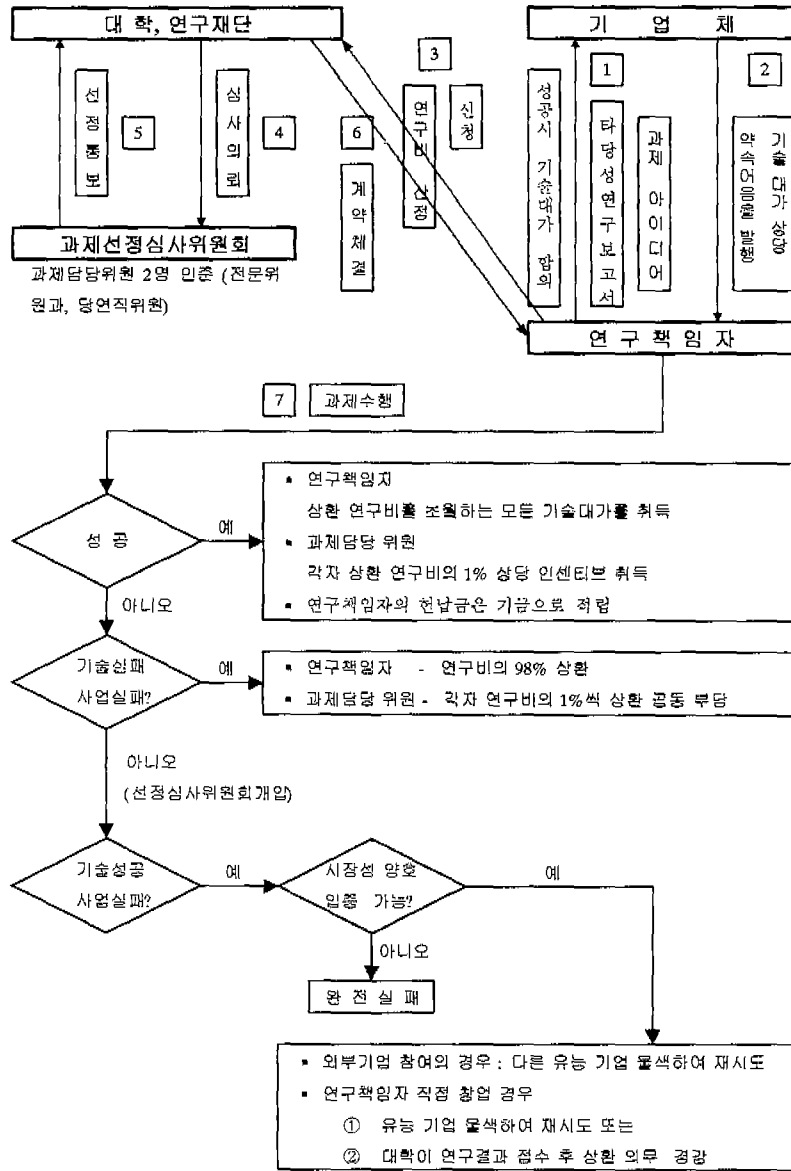 대 학, 연구재단
기 업 체
선정통보
5
심사의뢰
4
3
6
계약체결
연구비 산정
신청
성공시 기술대가 합의
1
타당성연구보고서
과제 아이디어
2
기술 대가 상당
약속어음을 발행
과제선정심사위원회
과제담당위원 2명 인준 (전문위
원과, 당연직위원)
연 구 책 임 자
7
과제수행
성 공
예
아니오
▪ 연구책임자
상환 연구비를 초월하는 모든 기술대가를 취득
▪ 과제담당 위원
각자 상환 연구비의 1% 상당 인센티브 취득
▪ 연구책임자의 헌납금은 기금으로 적립
기술실패
사업실패?
예
▪ 연구책임자 - 연구비의 98% 상환
▪ 과제담당 위원 - 각자 연구비의 1%씩 상환 공동 부담
아니오
(선정심사위원회개입)
기술성공
사업실패?
예
시장성 양호
입증 가능?
예
아니오
완 전 실 패
▪ 외부기업 참여의 경우 : 다른 유능 기업 물색하여 재시도
▪ 연구책임자 직접 창업 경우
① 유능 기업 물색하여 재시도 또는
② 대학이 연구결과 접수 후 상환 의무 경감